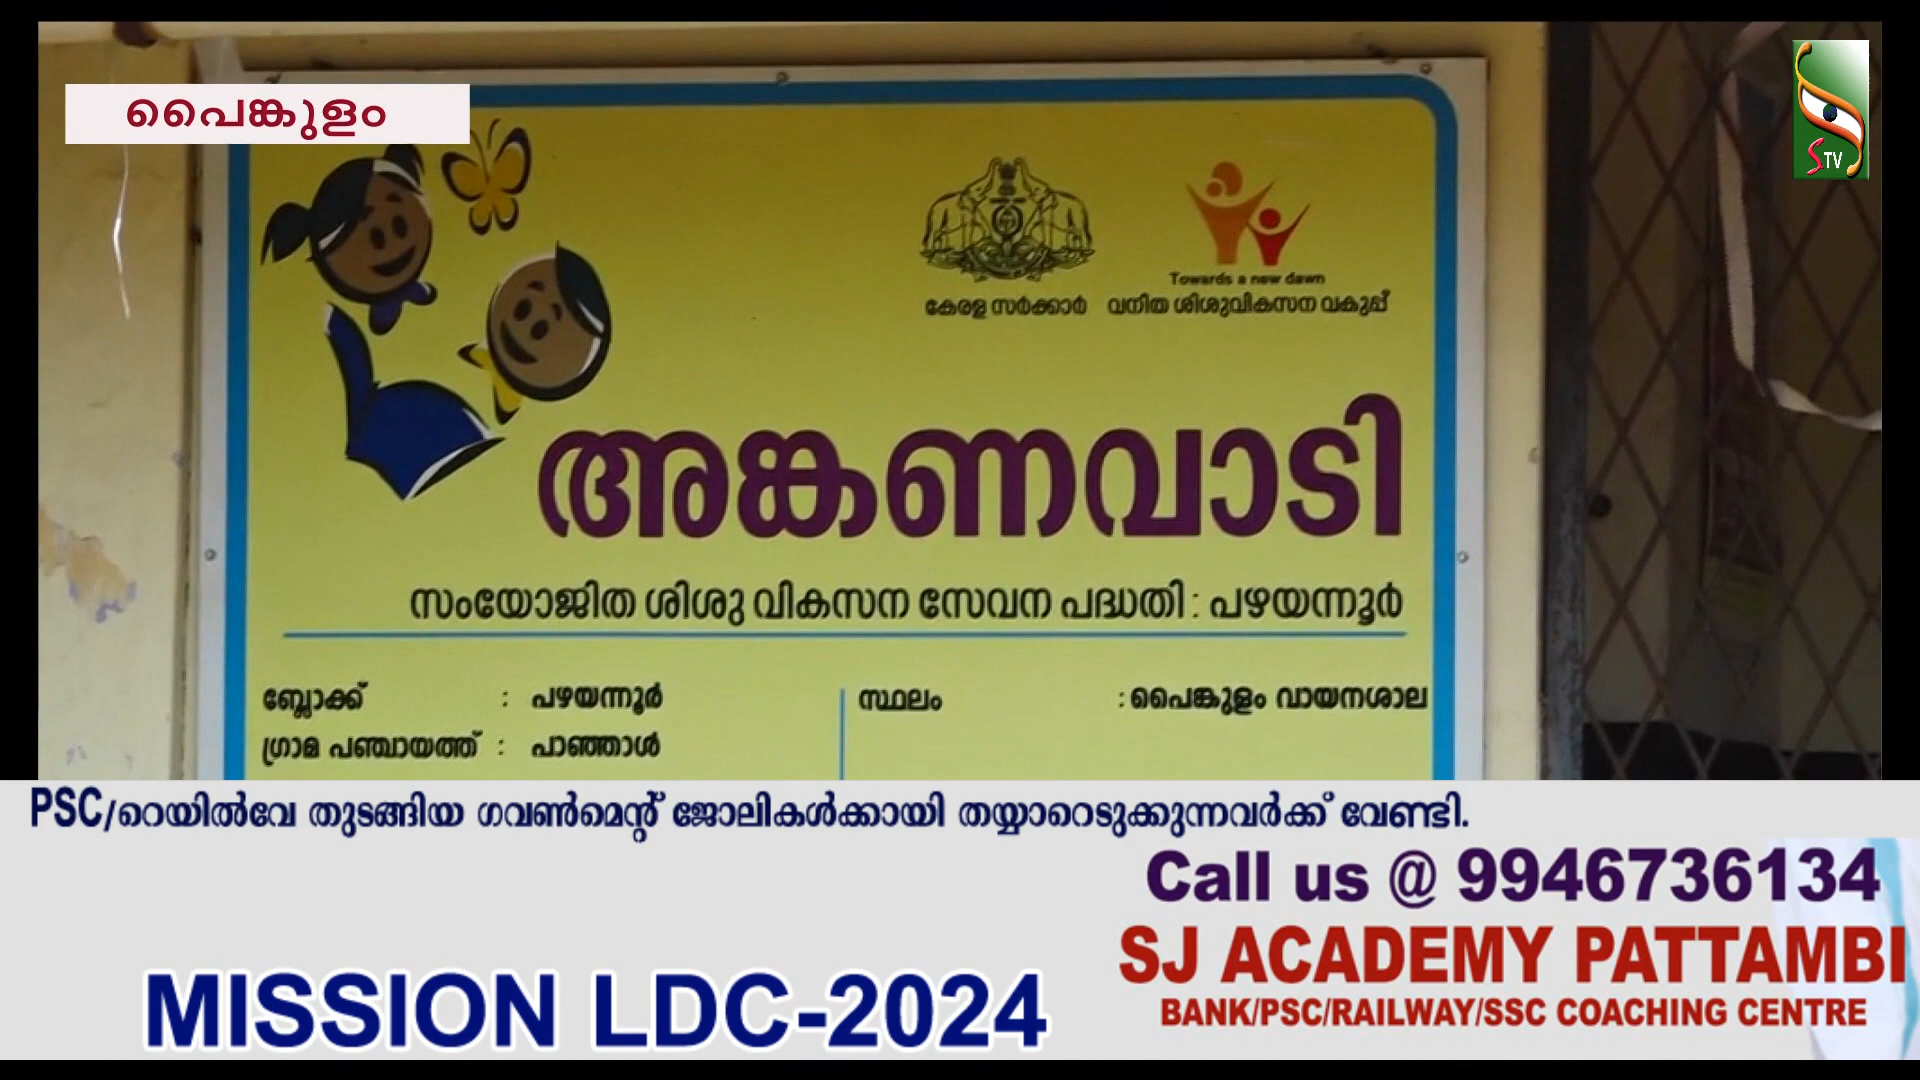 പൈങ്കുളം
STV
Towards a new dawn
കേരള സർക്കാർ വനിത ശിശുവികസന വകുപ്പ്
അങ്കണവാടി
സംയോജിത ശിശു വികസന സേവന പദ്ധതി : പഴയന്നൂർ
ബ്ലോക്ക് : പഴയന്നൂർ
ഗ്രാമ പഞ്ചായത്ത് : പാഞ്ഞാൾ
സ്ഥലം : പൈങ്കുളം വായനശാല
PSC/റെയിൽവേ തുടങ്ങിയ ഗവൺമെന്റ് ജോലികൾക്കായി തയ്യാറെടുക്കുന്നവർക്ക് വേണ്ടി.
Call us @ 9946736134
SJ ACADEMY PATTAMBI
BANK/PSC/RAILWAY/SSC COACHING CENTRE
MISSION LDC-2024